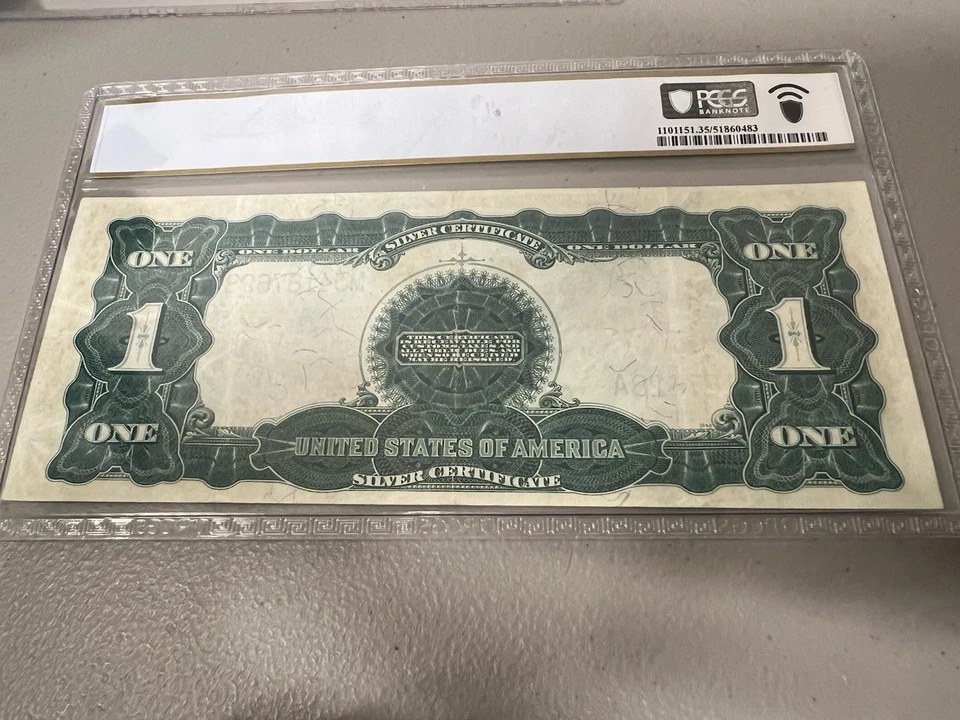 PCGS
BANKNOTE
1101151.35/51860483
ONE
ONE DOLLAR
SILVER CERTIFICATE
ONE DOLLAR
ONE
1
1
ONE
UNITED STATES OF AMERICA
ONE
SILVER CERTIFICATE